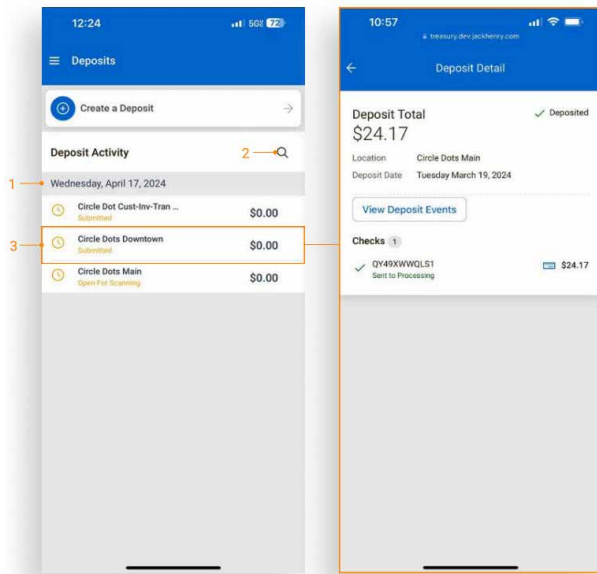 12:24
5G% 72
Deposits
Create a Deposit
Deposit Activity
2
1
Wednesday, April 17, 2024
Circle Dot Cust-Inv-Tran ...
$0.00
Submitted
3
Circle Dots Downtown
$0.00
Submitted
Circle Dots Main
$0.00
Open For Scanning
10:57
treasury.dev.jackhenry.com
Deposit Detail
Deposit Total
Deposited
$24.17
Location Circle Dots Main
Deposit Date Tuesday March 19, 2024
View Deposit Events
Checks 1
QY49XWWQLS1
$24.17
Sent to Processing